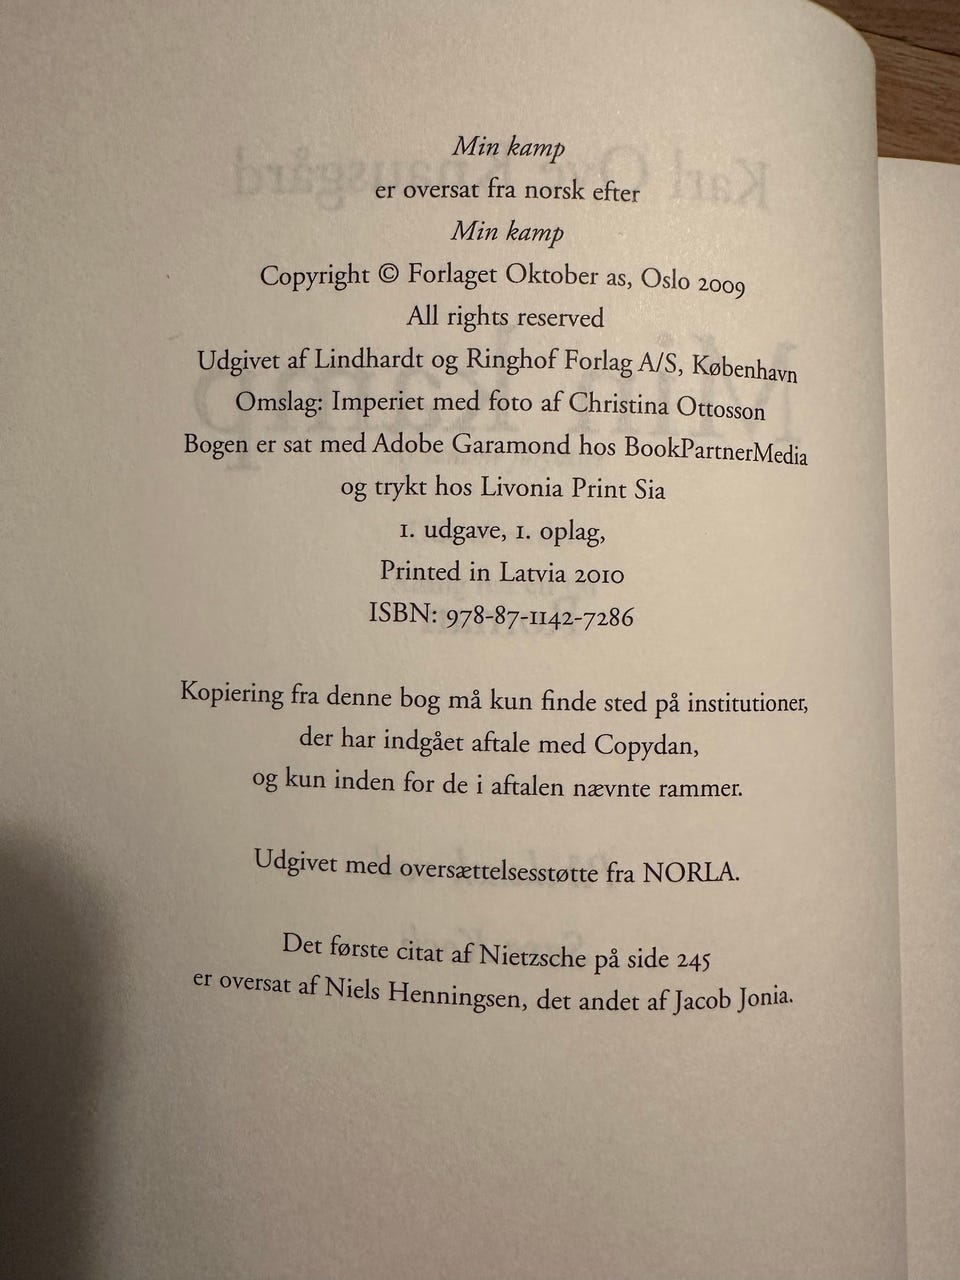 Min kamp
er oversat fra norsk efter
Min kamp
Copyright © Forlaget Oktober as, Oslo 2009
All rights reserved
Udgivet af Lindhardt og Ringhof Forlag A/S, København
Omslag: Imperiet med foto af Christina Ottosson
Bogen er sat med Adobe Garamond hos BookPartnerMedia
og trykt hos Livonia Print Sia
1. udgave, 1. oplag,
Printed in Latvia 2010
ISBN: 978-87-1142-7286
Kopiering fra denne bog må kun finde sted på institutioner,
der har indgået aftale med Copydan,
og kun inden for de i aftalen nævnte rammer.
Udgivet med oversættelsesstøtte fra NORLA.
Det første citat af Nietzsche på side 245
er oversat af Niels Henningsen, det andet af Jacob Jonia.